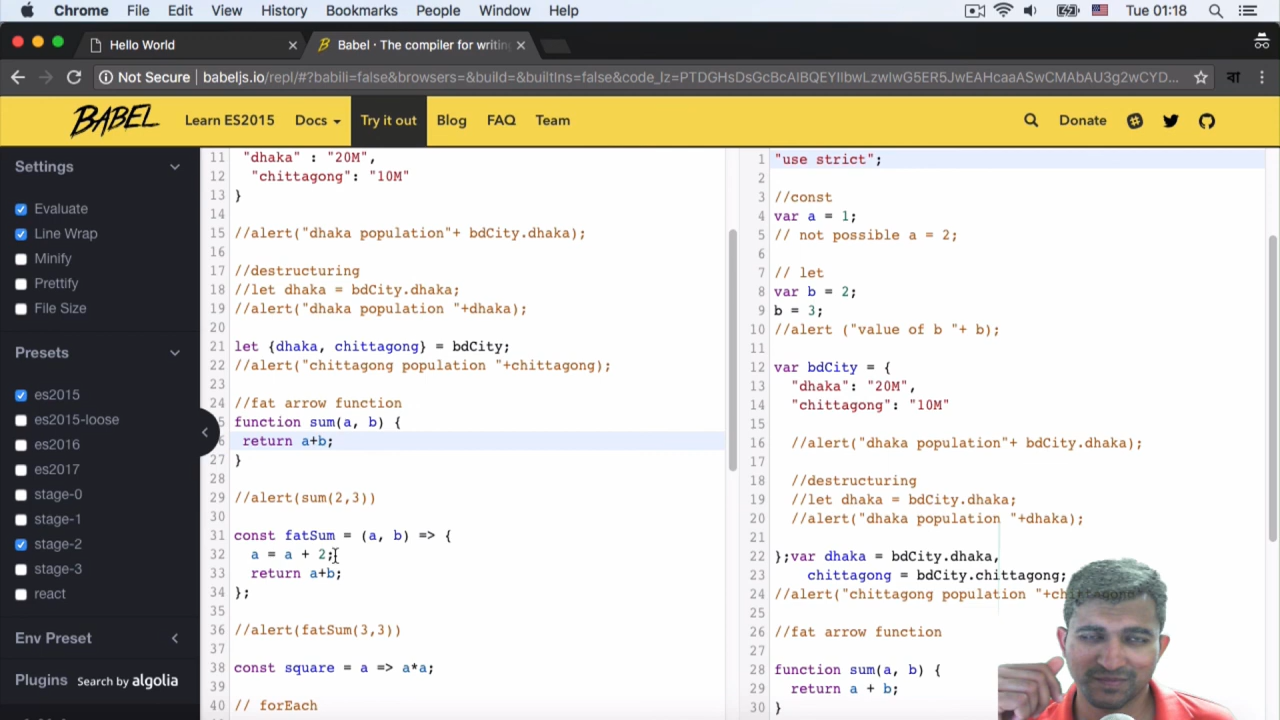 Chrome File Edit View History Bookmarks People Window Help Tue 01:18
Hello World
Babel · The compiler for writing
Not Secure babeljs.io/repl/#?babili=false&browsers=&build=&builtIns=false&code_lz=PTDGHsDsGcBcAIBQEYIIbwLzwIwG5ER5JwEAHcaaASwCMAbAU3g2wCYD... বা
BABEL Learn ES2015 Docs Try it out Blog FAQ Team Donate
Settings
Evaluate
Line Wrap
Minify
Prettify
File Size
Presets
es2015
es2015-loose
es2016
es2017
stage-0
stage-1
stage-2
stage-3
react
Env Preset
Plugins Search by algolia
11 "dhaka" : "20M",
12 "chittagong": "10M"
13 }
14
15 //alert("dhaka population"+ bdCity.dhaka);
16
17 //destructuring
18 //let dhaka = bdCity.dhaka;
19 //alert("dhaka population "+dhaka);
20
21 let {dhaka, chittagong} = bdCity;
22 //alert("chittagong population "+chittagong);
23
24 //fat arrow function
5 function sum(a, b) {
6 return a+b;
27 }
28
29 //alert(sum(2,3))
30
31 const fatSum = (a, b) => {
32 a = a + 2;
33 return a+b;
34 };
35
36 //alert(fatSum(3,3))
37
38 const square = a => a*a;
39
40 // forEach
1 "use strict";
2
3 //const
4 var a = 1;
5 // not possible a = 2;
6
7 // let
8 var b = 2;
9 b = 3;
10 //alert ("value of b "+ b);
11
12 var bdCity = {
13 "dhaka": "20M",
14 "chittagong": "10M"
15
16 //alert("dhaka population"+ bdCity.dhaka);
17
18 //destructuring
19 //let dhaka = bdCity.dhaka;
20 //alert("dhaka population "+dhaka);
21
22 };var dhaka = bdCity.dhaka,
23 chittagong = bdCity.chittagong;
24 //alert("chittagong population "+chittagong);
25
26 //fat arrow function
27
28 function sum(a, b) {
29 return a + b;
30 }